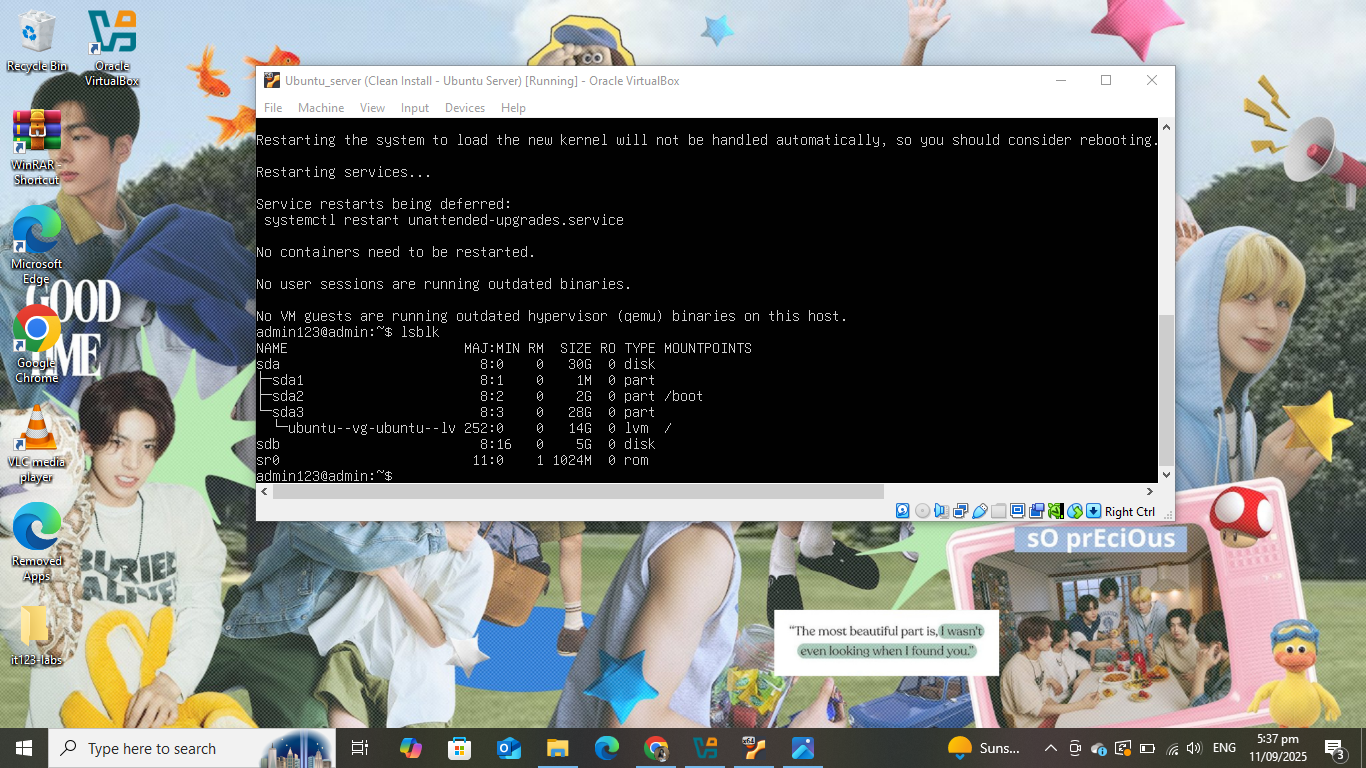 Recycle Bin
Oracle
VirtualBox
WinRAR -
Shortcut
Microsoft
Edge
GOOD
TIME
Google
Chrome
VLC media
player
Removed
Apps
it123-labs
Ubuntu_server (Clean Install - Ubuntu Server) [Running] - Oracle VirtualBox
File Machine View Input Devices Help
Restarting the system to load the new kernel will not be handled automatically, so you should consider rebooting.
Restarting services...
Service restarts being deferred:
 systemctl restart unattended-upgrades.service
No containers need to be restarted.
No user sessions are running outdated binaries.
No VM guests are running outdated hypervisor (qemu) binaries on this host.
admin123@admin:~$ lsblk
NAME                      MAJ:MIN RM  SIZE RO TYPE MOUNTPOINTS
sda                         8:0    0   30G  0 disk
├─sda1                      8:1    0    1M  0 part
├─sda2                      8:2    0    2G  0 part /boot
└─sda3                      8:3    0   28G  0 part
  └─ubuntu--vg-ubuntu--lv 252:0    0   14G  0 lvm  /
sdb                         8:16   0    5G  0 disk
sr0                        11:0    1 1024M  0 rom
admin123@admin:~$
Right Ctrl
sO prEciOus
BURIED
ALIVE
"The most beautiful part is, I wasn't
even looking when I found you."
Type here to search
Suns...
ENG
5:37 pm
11/09/2025
3